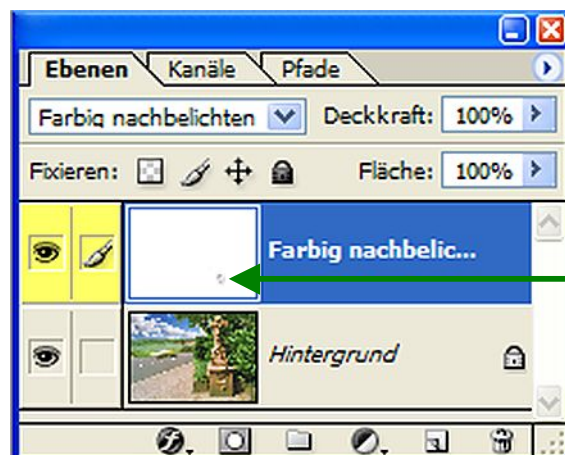 Ebenen Kanäle Pfade
Farbig nachbelichten Deckkraft: 100%
Fixieren: Fläche: 100%
Farbig nachbelic...
Hintergrund